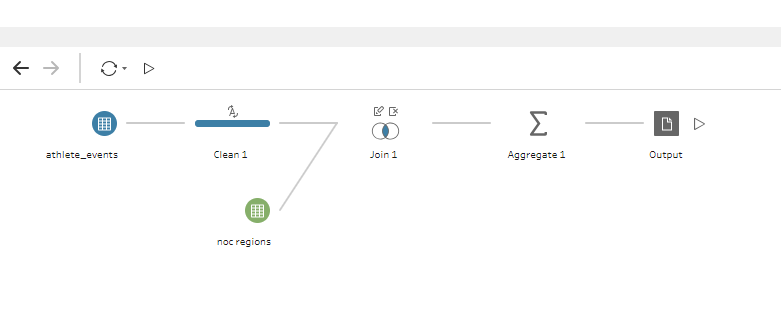 athlete_events
Clean 1
Join 1
Aggregate 1
Output
noc regions